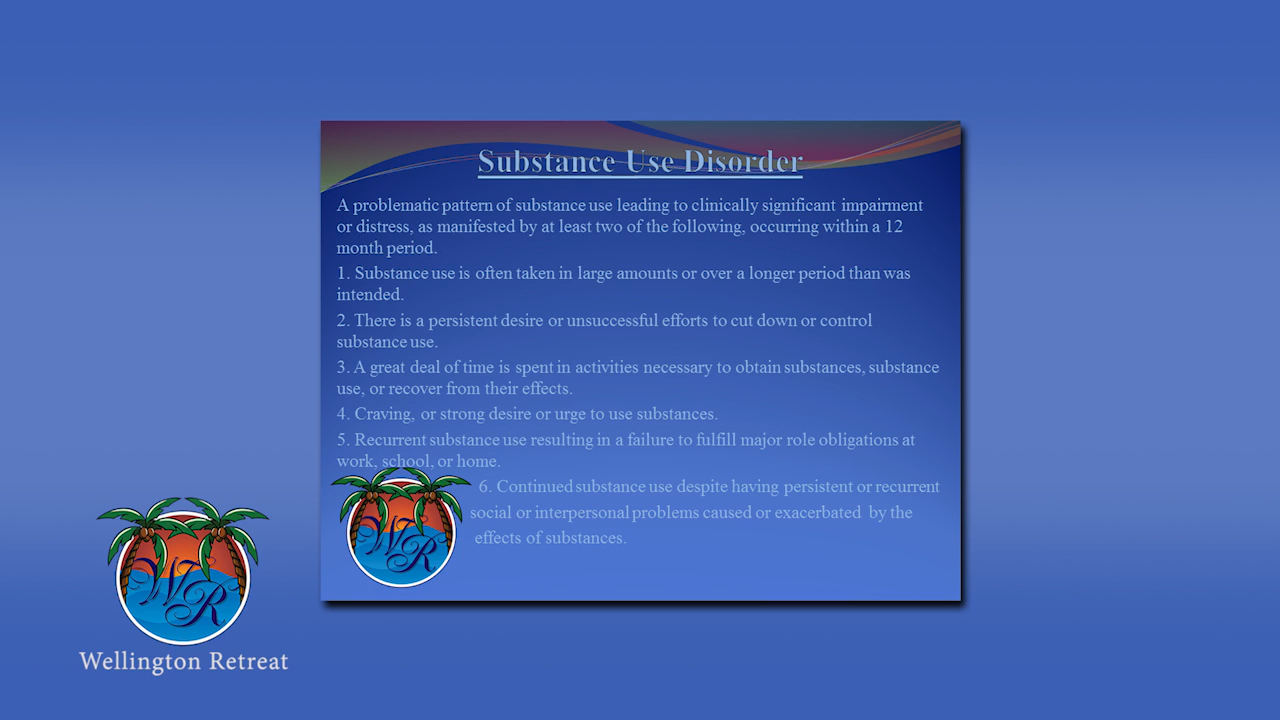 Substance Use Disorder
A problematic pattern of substance use leading to clinically significant impairment
or distress, as manifested by at least two of the following, occurring within a 12
month period.
1. Substance use is often taken in large amounts or over a longer period than was
intended.
2. There is a persistent desire or unsuccessful efforts to cut down or control
substance use.
3. A great deal of time is spent in activities necessary to obtain substances, substance
use, or recover from their effects.
4. Craving, or strong desire or urge to use substances.
5. Recurrent substance use resulting in a failure to fulfill major role obligations at
work, school, or home.
6. Continued substance use despite having persistent or recurrent
social or interpersonal problems caused or exacerbated by the
effects of substances.
WR
WR
Wellington Retreat